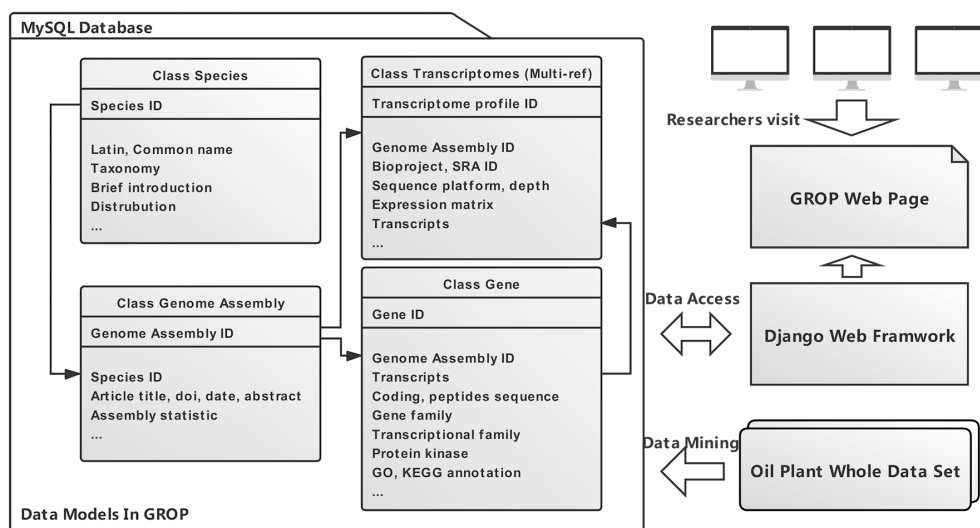 MySQL Database
Class Species
Species ID
Latin, Common name
Taxonomy
Brief introduction
Distrubution
...
Class Transcriptomes (Multi-ref)
Transcriptome profile ID
Genome Assembly ID
Bioproject, SRA ID
Sequence platform, depth
Expression matrix
Transcripts
...
Class Genome Assembly
Genome Assembly ID
Species ID
Article title, doi, date, abstract
Assembly statistic
...
Class Gene
Gene ID
Genome Assembly ID
Transcripts
Coding, peptides sequence
Gene family
Transcriptional family
Protein kinase
GO, KEGG annotation
...
Data Models In GROP
Researchers visit
GROP Web Page
Data Access
Django Web Framwork
Data Mining
Oil Plant Whole Data Set